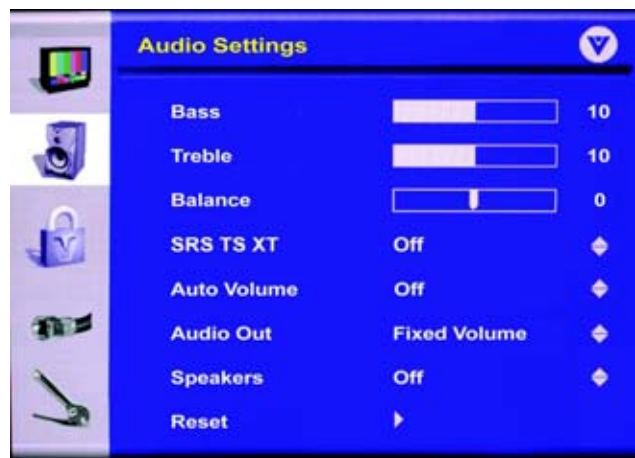 Audio Settings
Bass 10
Treble 10
Balance 0
SRS TS XT Off
Auto Volume Off
Audio Out Fixed Volume
Speakers Off
Reset